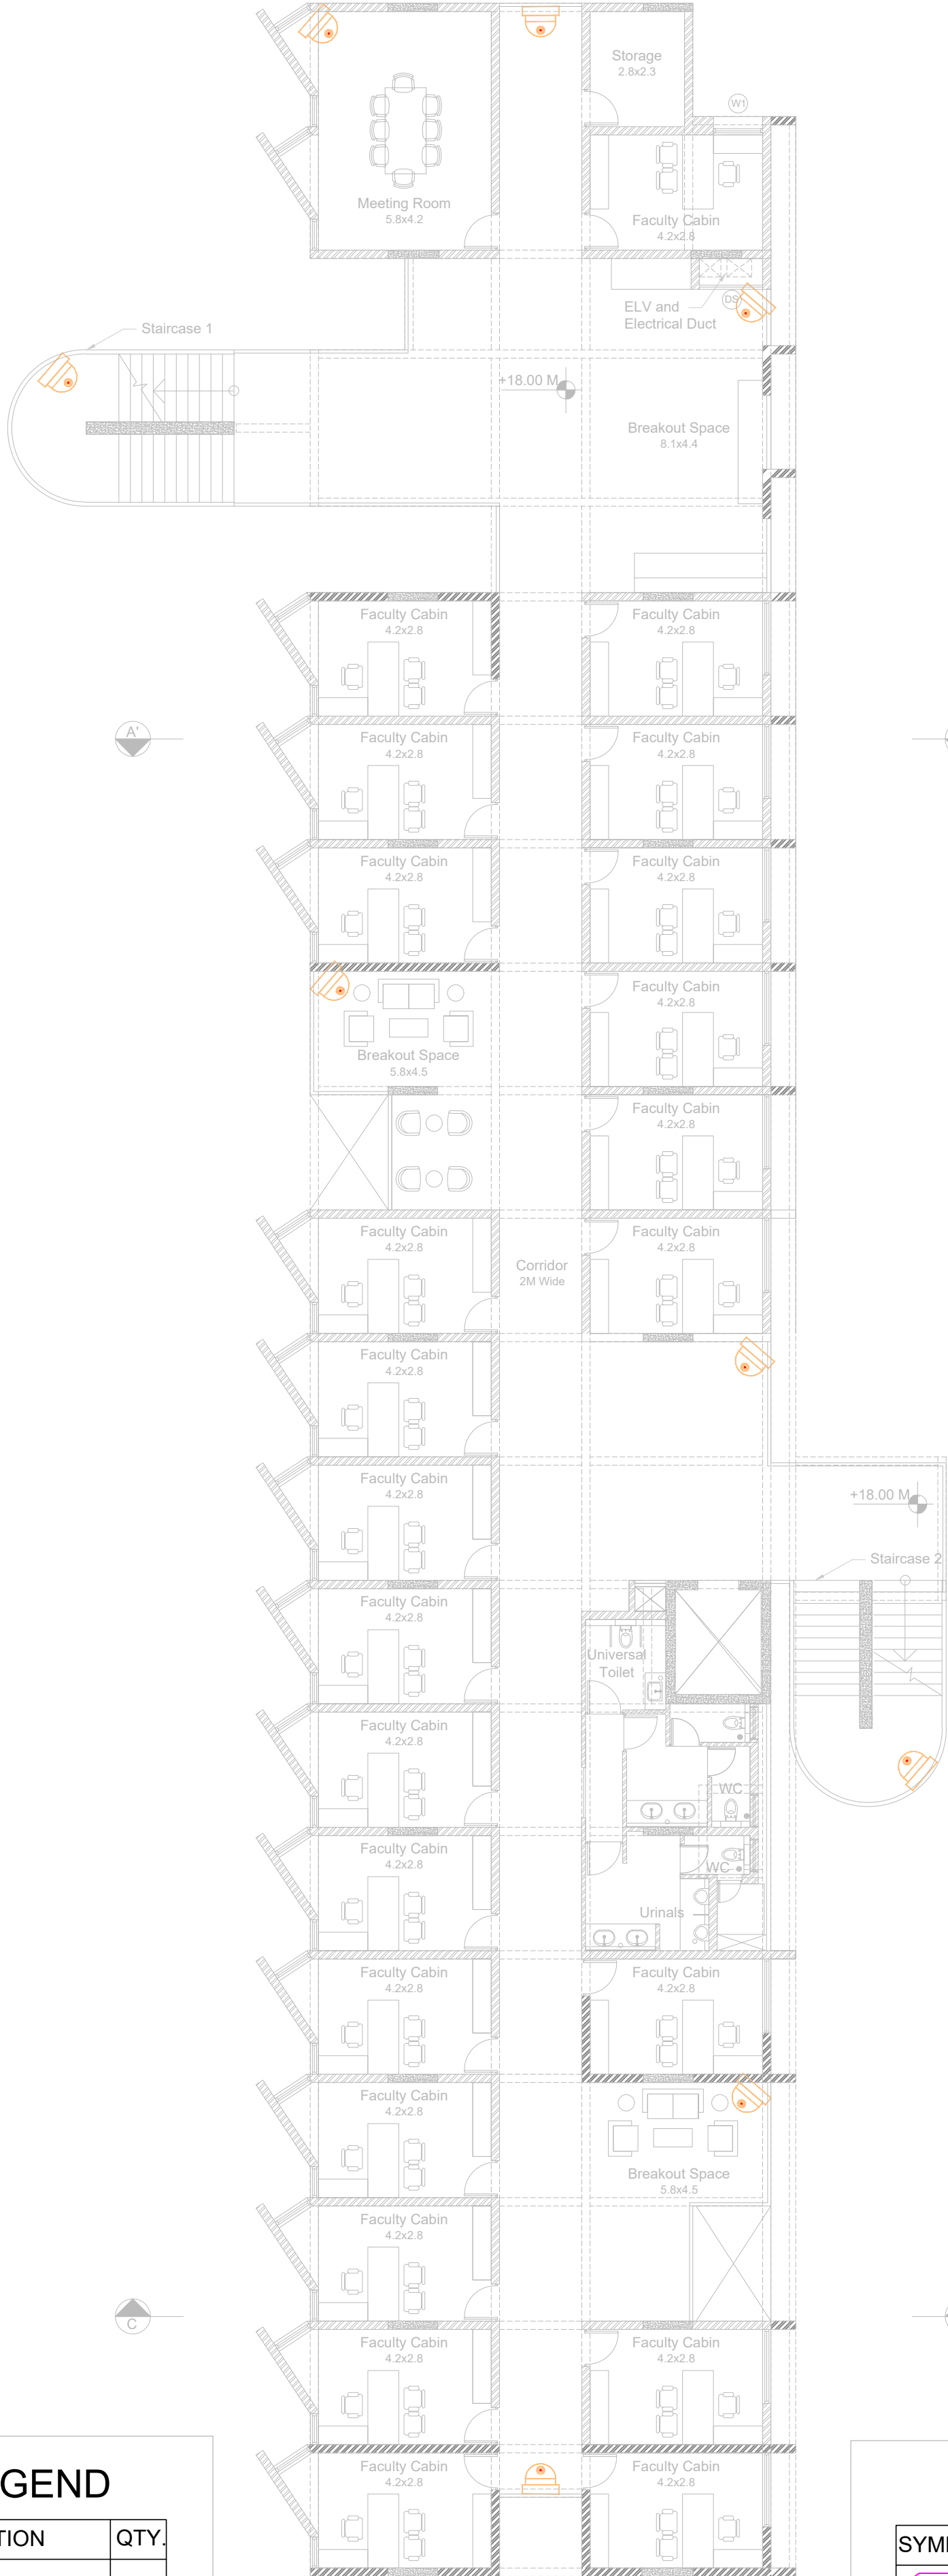 Storage
2.8x2.3
W1
Meeting Room
5.8x4.2
Faculty Cabin
4.2x2.8
ELV and
Electrical Duct
DS
Staircase 1
+18.00 M
Breakout Space
8.1x4.4
Faculty Cabin
4.2x2.8
Faculty Cabin
4.2x2.8
A'
Faculty Cabin
4.2x2.8
Faculty Cabin
4.2x2.8
Faculty Cabin
4.2x2.8
Faculty Cabin
4.2x2.8
Faculty Cabin
4.2x2.8
Breakout Space
5.8x4.5
Faculty Cabin
4.2x2.8
Faculty Cabin
4.2x2.8
Faculty Cabin
4.2x2.8
Corridor
2M Wide
Faculty Cabin
4.2x2.8
Faculty Cabin
4.2x2.8
+18.00 M
Staircase 2
Faculty Cabin
4.2x2.8
Universal
Toilet
Faculty Cabin
4.2x2.8
WC
Faculty Cabin
4.2x2.8
WC
Urinals
Faculty Cabin
4.2x2.8
Faculty Cabin
4.2x2.8
Faculty Cabin
4.2x2.8
Breakout Space
5.8x4.5
Faculty Cabin
4.2x2.8
C
Faculty Cabin
4.2x2.8
Faculty Cabin
4.2x2.8
Faculty Cabin
4.2x2.8
Faculty Cabin
4.2x2.8
GEND
TION
QTY.
SYM